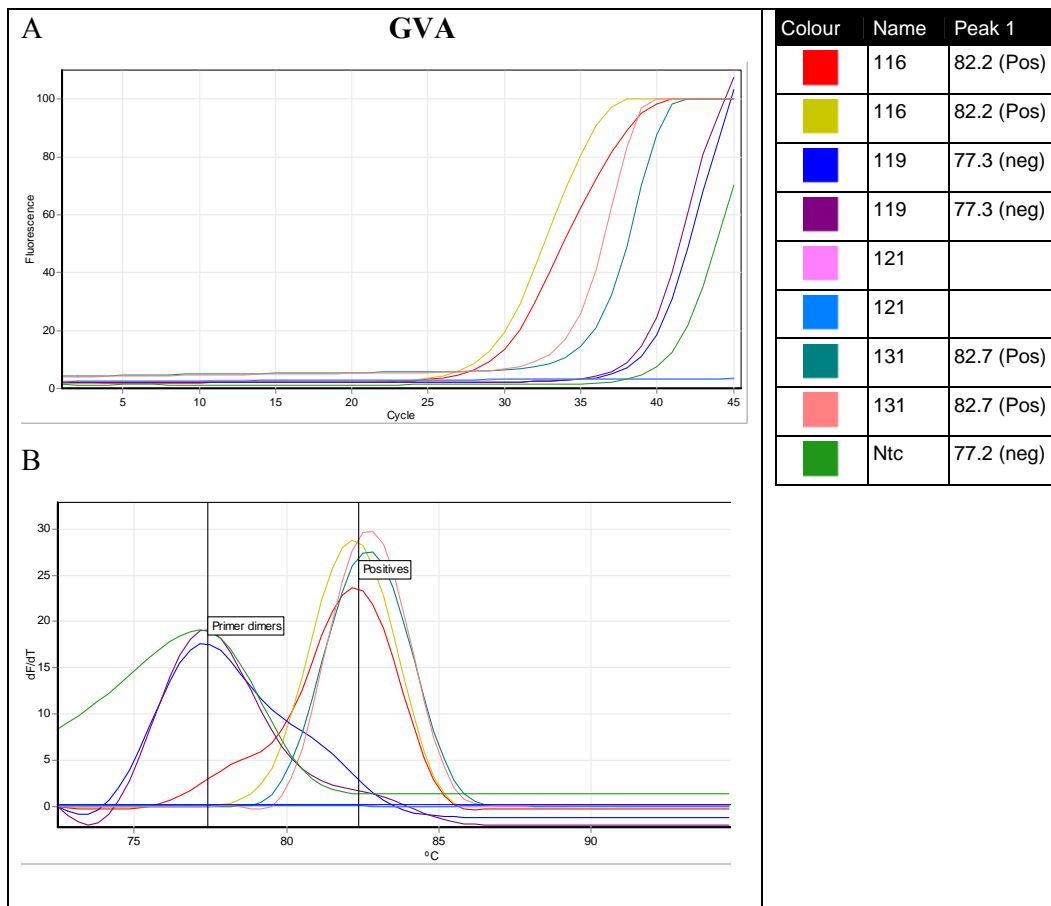 A GVA
100
80
60
40
20
0
Fluorescence
5 10 15 20 25 30 35 40 45
Cycle
B
30
25
20
15
10
5
0
dF/dT
Positives
Primer dimers
75 80 85 90
ºC
Colour Name Peak 1
116 82.2 (Pos)
116 82.2 (Pos)
119 77.3 (neg)
119 77.3 (neg)
121
121
131 82.7 (Pos)
131 82.7 (Pos)
Ntc 77.2 (neg)